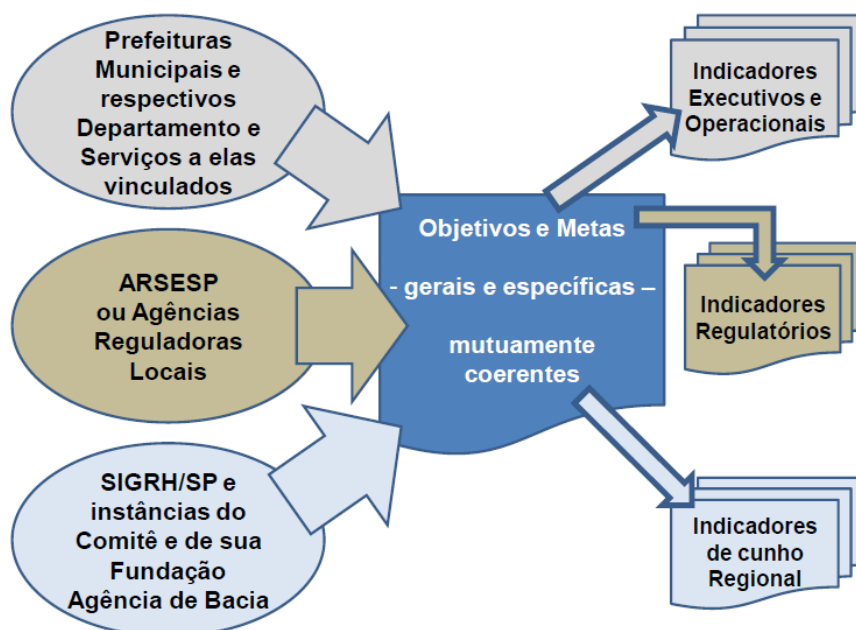 Prefeituras
Municipais e
respectivos
Departamento e
Serviços a elas
vinculados
ARSESP
ou Agências
Reguladoras
Locais
SIGRH/SP e
instâncias do
Comitê e de sua
Fundação
Agência de Bacia
Objetivos e Metas
- gerais e específicas –
mutuamente
coerentes
Indicadores
Executivos e
Operacionais
Indicadores
Regulatórios
Indicadores
de cunho
Regional